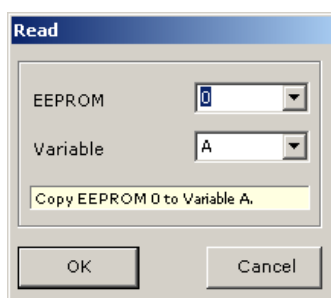 Read
EEPROM 0
Variable A
Copy EEPROM 0 to Variable A.
OK Cancel